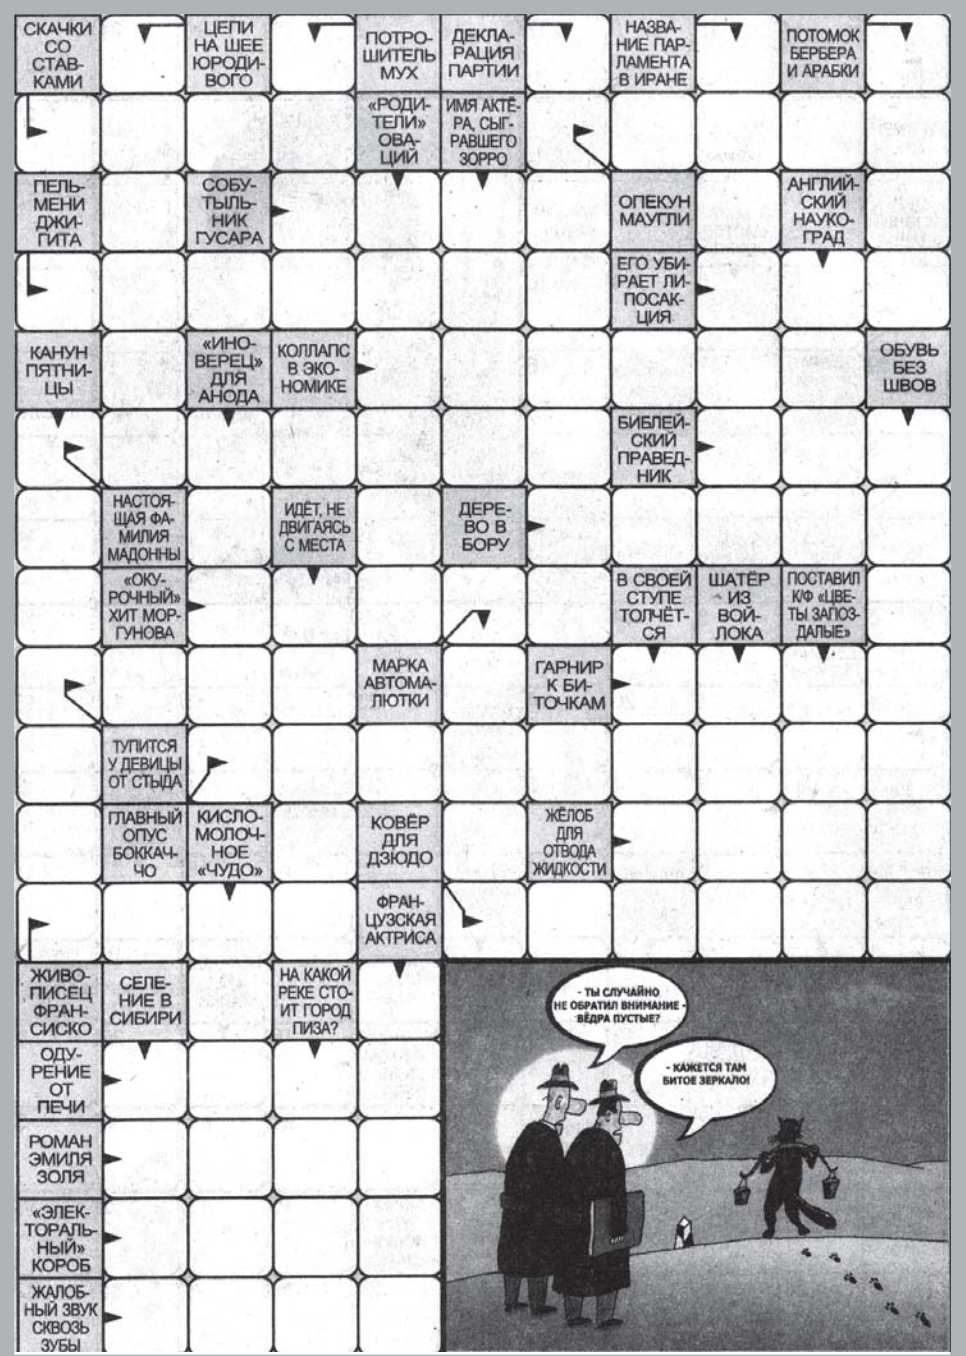 СКАЧКИ
СО
СТАВ-
КАМИ
ЦЕПИ
НА ШЕЕ
ЮРОДИ-
ВОГО
ПОТРО-
ШИТЕЛЬ
МУХ
ДЕКЛА-
РАЦИЯ
ПАРТИИ
НАЗВА-
НИЕ ПАР-
ЛАМЕНТА
В ИРАНЕ
ПОТОМОК
БЕРБЕРА
И АРАБКИ
«РОДИ-
ТЕЛИ»
ОВА-
ЦИЙ
ИМЯ АКТЁ-
РА, СЫГ-
РАВШЕГО
ЗОРРО
ПЕЛЬ-
МЕНИ
ДЖИ-
ГИТА
СОБУ-
ТЫЛЬ-
НИК
ГУСАРА
ОПЕКУН
МАУГЛИ
АНГЛИЙ-
СКИЙ
НАУКО-
ГРАД
ЕГО УБИ-
РАЕТ ЛИ-
ПОСАК-
ЦИЯ
КАНУН
ПЯТНИ-
ЦЫ
«ИНО-
ВЕРЕЦ»
ДЛЯ
АНОДА
КОЛЛАПС
В ЭКО-
НОМИКЕ
ОБУВЬ
БЕЗ
ШВОВ
БИБЛЕЙ-
СКИЙ
ПРАВЕД-
НИК
НАСТОЯ-
ЩАЯ ФА-
МИЛИЯ
МАДОННЫ
ИДЁТ, НЕ
ДВИГАЯСЬ
С МЕСТА
ДЕРЕ-
ВО В
БОРУ
«ОКУ-
РОЧНЫЙ»
ХИТ МОР-
ГУНОВА
В СВОЕЙ
СТУПЕ
ТОЛЧЁТ-
СЯ
ШАТЁР
ИЗ
ВОЙ-
ЛОКА
ПОСТАВИЛ
К/Ф «ЦВЕ-
ТЫ ЗАПОЗ-
ДАЛЫЕ»
МАРКА
АВТОМА-
ЛЮТКИ
ГАРНИР
К БИ-
ТОЧКАМ
ТУПИТСЯ
У ДЕВИЦЫ
ОТ СТЫДА
ГЛАВНЫЙ
ОПУС
БОККАЧ-
ЧО
КИСЛО-
МОЛОЧ-
НОЕ
«ЧУДО»
КОВЁР
ДЛЯ
ДЗЮДО
ЖЁЛОБ
ДЛЯ
ОТВОДА
ЖИДКОСТИ
ФРАН-
ЦУЗСКАЯ
АКТРИСА
ЖИВО-
ПИСЕЦ
ФРАН-
СИСКО
СЕЛЕ-
НИЕ В
СИБИРИ
НА КАКОЙ
РЕКЕ СТО-
ИТ ГОРОД
ПИЗА?
- ТЫ СЛУЧАЙНО
НЕ ОБРАТИЛ ВНИМАНИЕ -
ВЁДРА ПУСТЫЕ?
- КАЖЕТСЯ ТАМ
БИТОЕ ЗЕРКАЛО!
ОДУ-
РЕНИЕ
ОТ
ПЕЧИ
РОМАН
ЭМИЛЯ
ЗОЛЯ
«ЭЛЕК-
ТОРАЛЬ-
НЫЙ»
КОРОБ
ЖАЛОБ-
НЫЙ ЗВУК
СКВОЗЬ
ЗУБЫ